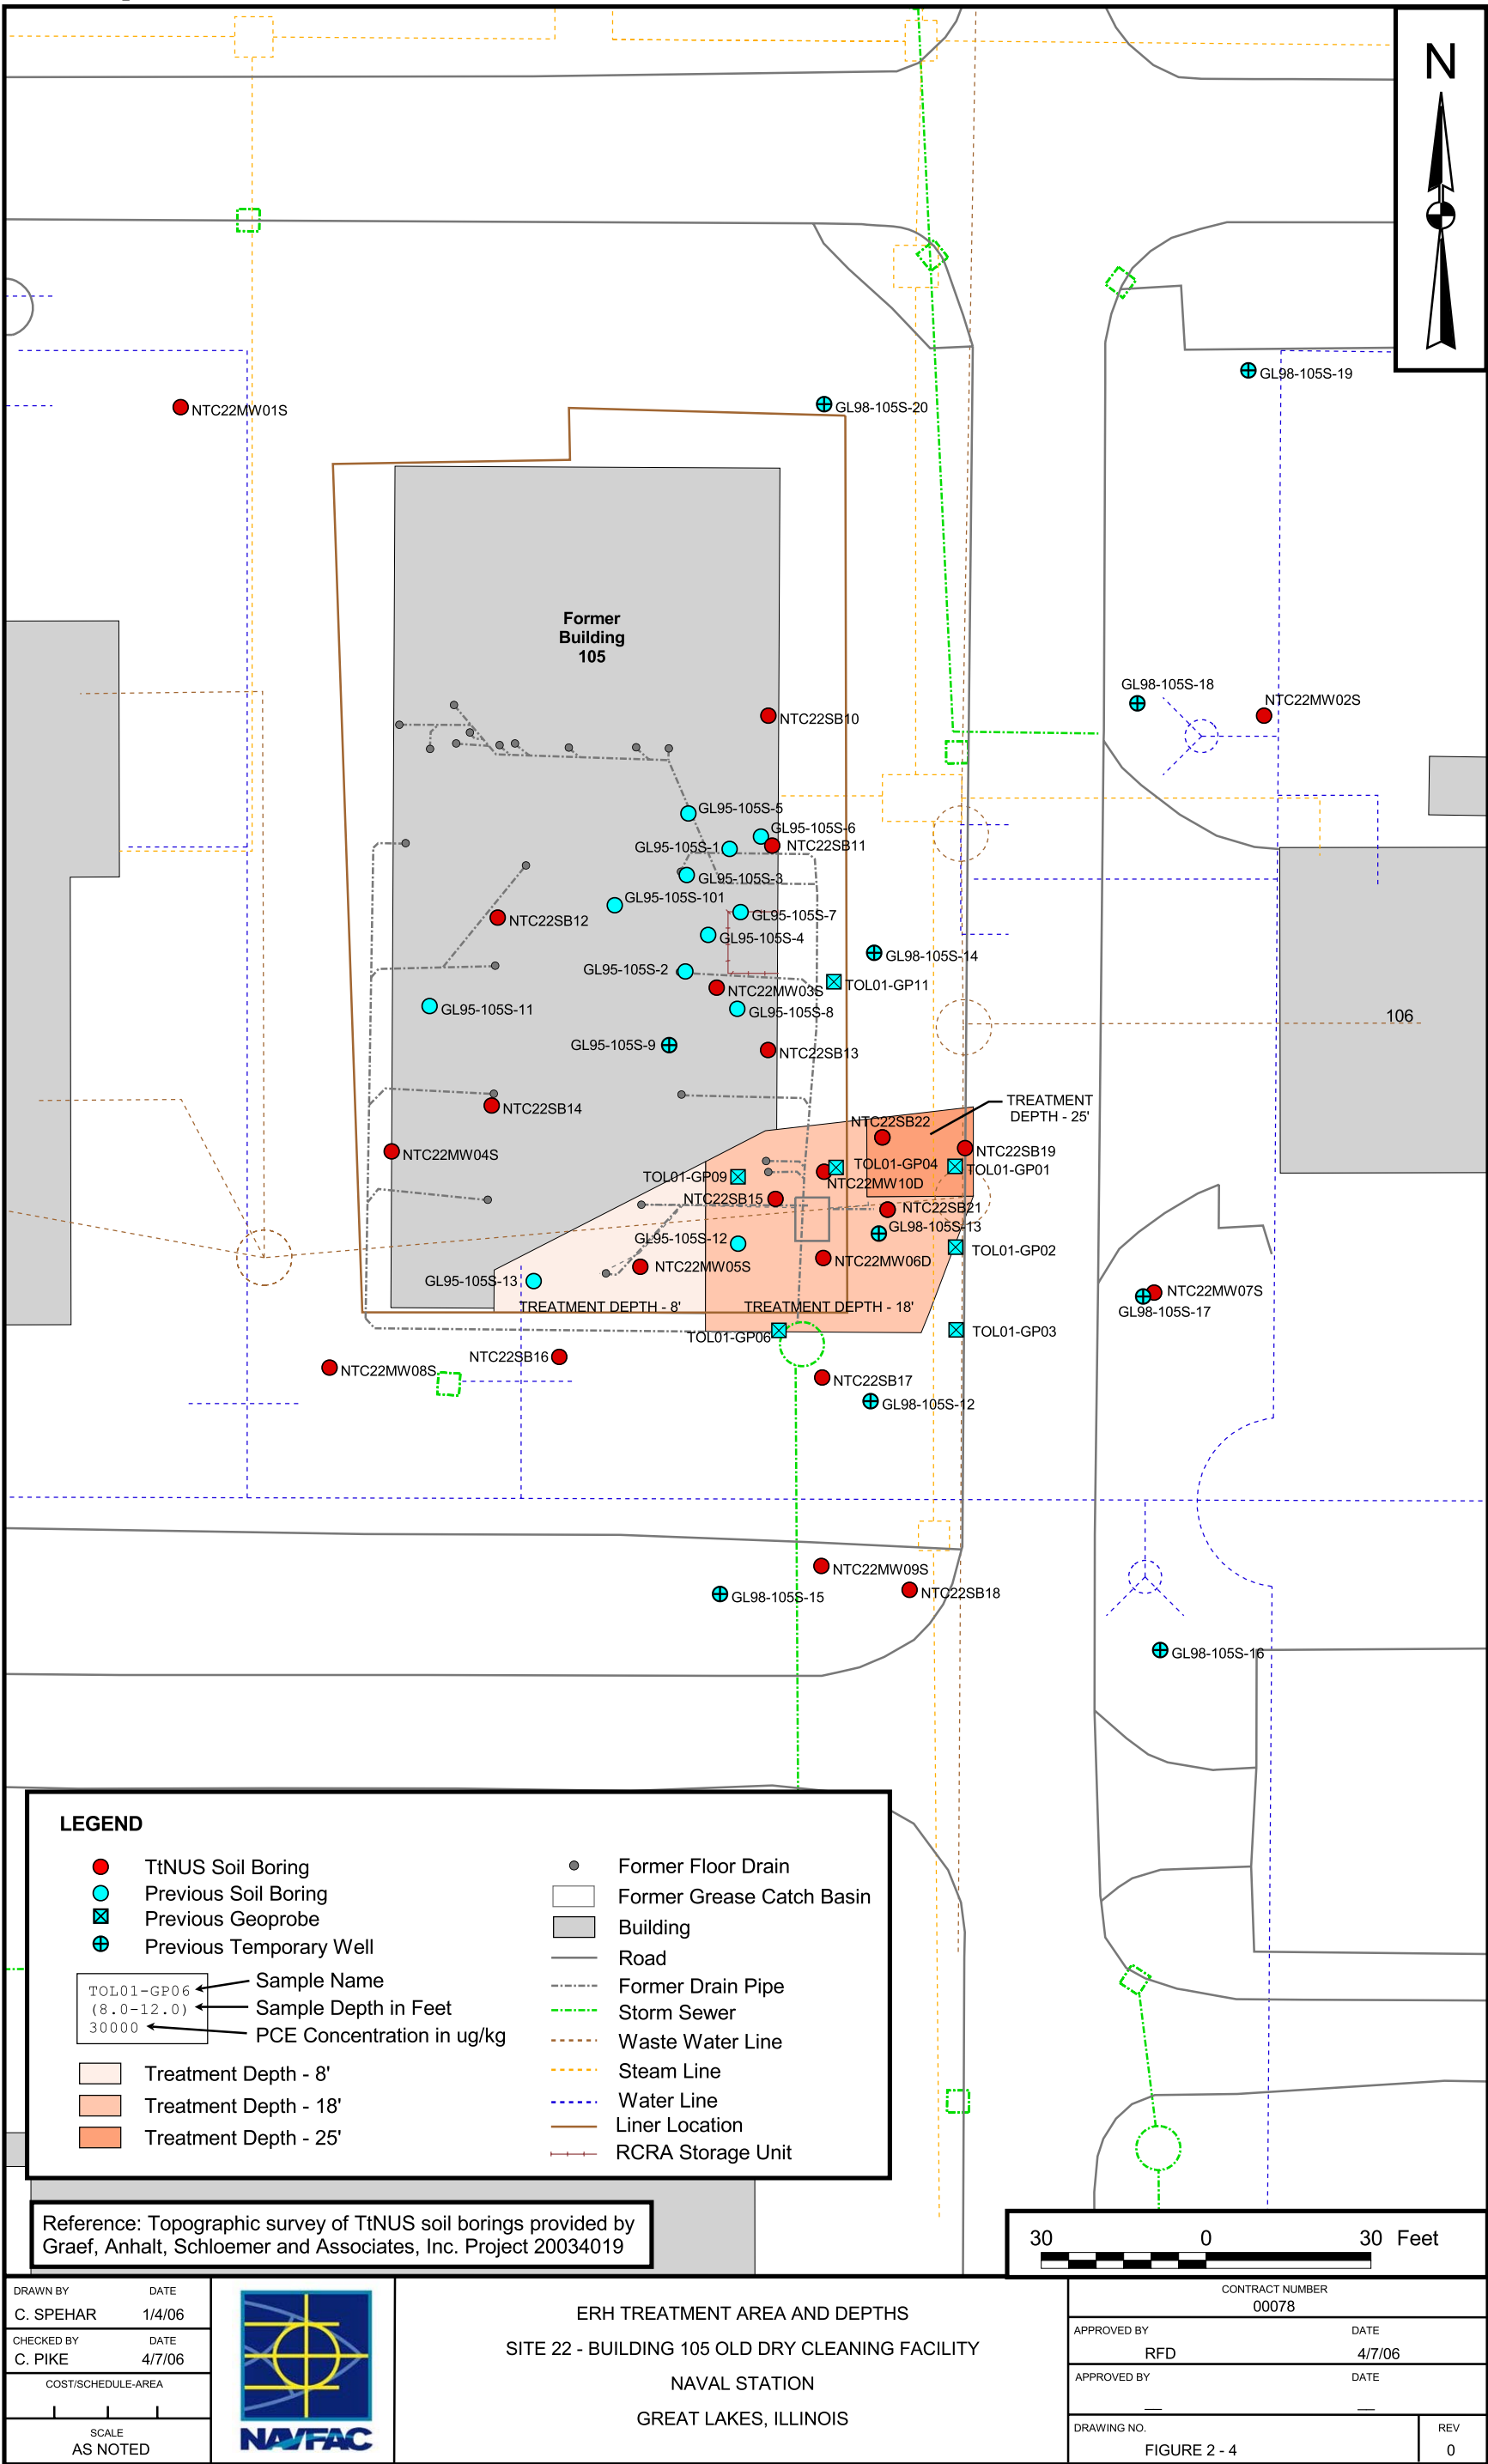 N
GL98-105S-19
NTC22MW01S
GL98-105S-20
Former
Building
105
GL98-105S-18
NTC22MW02S
NTC22SB10
GL95-105S-5
GL95-105S-6
GL95-105S-1
NTC22SB11
GL95-105S-3
GL95-105S-101
GL95-105S-7
NTC22SB12
GL95-105S-4
GL98-105S-14
GL95-105S-2
TOL01-GP11
NTC22MW03S
GL95-105S-11
GL95-105S-8
106
GL95-105S-9
NTC22SB13
TREATMENT
DEPTH - 25'
NTC22SB14
NTC22SB22
NTC22MW04S
NTC22SB19
TOL01-GP04
TOL01-GP01
TOL01-GP09
NTC22MW10D
NTC22SB15
NTC22SB21
GL98-105S-13
GL95-105S-12
TOL01-GP02
NTC22MW06D
NTC22MW05S
GL95-105S-13
NTC22MW07S
GL98-105S-17
TREATMENT DEPTH - 8'
TREATMENT DEPTH - 18'
TOL01-GP06
TOL01-GP03
NTC22SB16
NTC22MW08S
NTC22SB17
GL98-105S-12
NTC22MW09S
GL98-105S-15
NTC22SB18
GL98-105S-16
LEGEND
TtNUS Soil Boring
Previous Soil Boring
Previous Geoprobe
Previous Temporary Well
TOL01-GP06
(8.0-12.0)
30000
Sample Name
Sample Depth in Feet
PCE Concentration in ug/kg
Treatment Depth - 8'
Treatment Depth - 18'
Treatment Depth - 25'
Former Floor Drain
Former Grease Catch Basin
Building
Road
Former Drain Pipe
Storm Sewer
Waste Water Line
Steam Line
Water Line
Liner Location
RCRA Storage Unit
Reference: Topographic survey of TtNUS soil borings provided by
Graef, Anhalt, Schloemer and Associates, Inc. Project 20034019
30 0 30 Feet
DRAWN BY DATE
C. SPEHAR 1/4/06
CHECKED BY DATE
C. PIKE 4/7/06
COST/SCHEDULE-AREA
SCALE
AS NOTED
NAVFAC
ERH TREATMENT AREA AND DEPTHS
SITE 22 - BUILDING 105 OLD DRY CLEANING FACILITY
NAVAL STATION
GREAT LAKES, ILLINOIS
CONTRACT NUMBER
00078
APPROVED BY DATE
RFD 4/7/06
APPROVED BY DATE
— —
DRAWING NO. REV
FIGURE 2 - 4 0